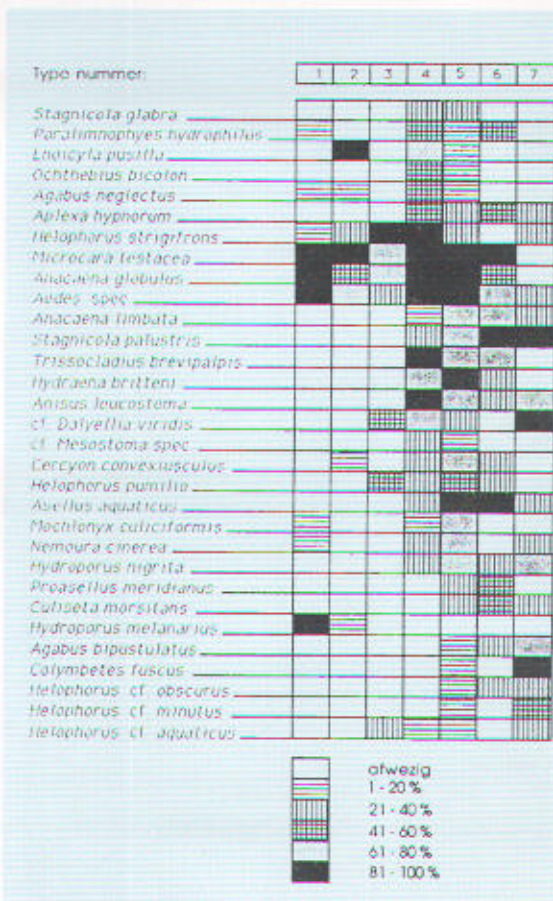 Type nummer: 1 2 3 4 5 6 7
Stagnicola glabra
Paralimnophyes hydrophilus
Enoicyla pusilla
Ochthebius bicolon
Agabus neglectus
Aplexa hypnorum
Helophorus strigifrons
Microcara testacea
Anacaena globulus
Aedes spec
Anacaena limbata
Stagnicola palustris
Trissocladius brevipalpis
Hydraena britteni
Anisus leucostoma
cf. Dalyellia viridis
cf. Mesostoma spec
Cercyon convexiusculus
Helophorus pumilio
Asellus aquaticus
Mochlonyx culiciformis
Nemoura cinerea
Hydroporus nigrita
Proasellus meridianus
Culiseta morsitans
Hydroporus melanarius
Agabus bipustulatus
Colymbetes fuscus
Helophorus cf. obscurus
Helophorus cf. minutus
Helophorus cf. aquaticus
afwezig
1 - 20 %
21 - 40 %
41 - 60 %
61 - 80 %
81 - 100 %